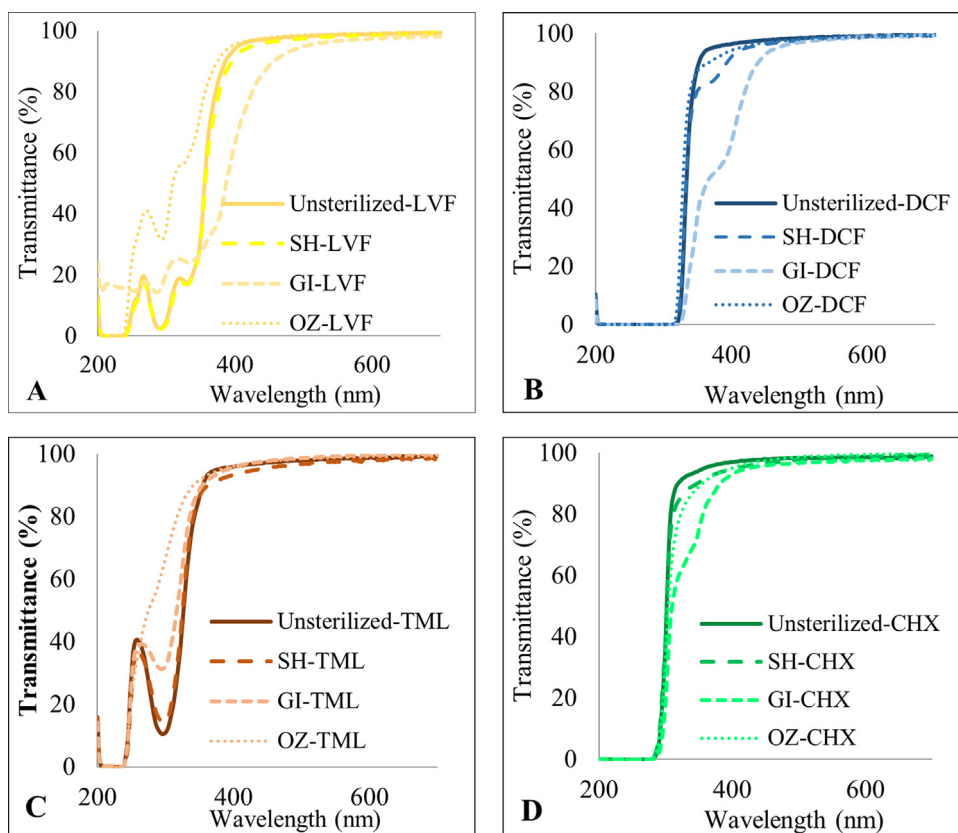 Transmittance (%)
100
80
60
40
20
0
200
400
600
Wavelength (nm)
Unsterilized-LVF
SH-LVF
GI-LVF
OZ-LVF
A
Transmittance (%)
100
80
60
40
20
0
200
400
600
Wavelength (nm)
Unsterilized-DCF
SH-DCF
GI-DCF
OZ-DCF
B
Transmittance (%)
100
80
60
40
20
0
200
400
600
Wavelength (nm)
Unsterilized-TML
SH-TML
GI-TML
OZ-TML
C
Transmittance (%)
100
80
60
40
20
0
200
400
600
Wavelength (nm)
Unsterilized-CHX
SH-CHX
GI-CHX
OZ-CHX
D